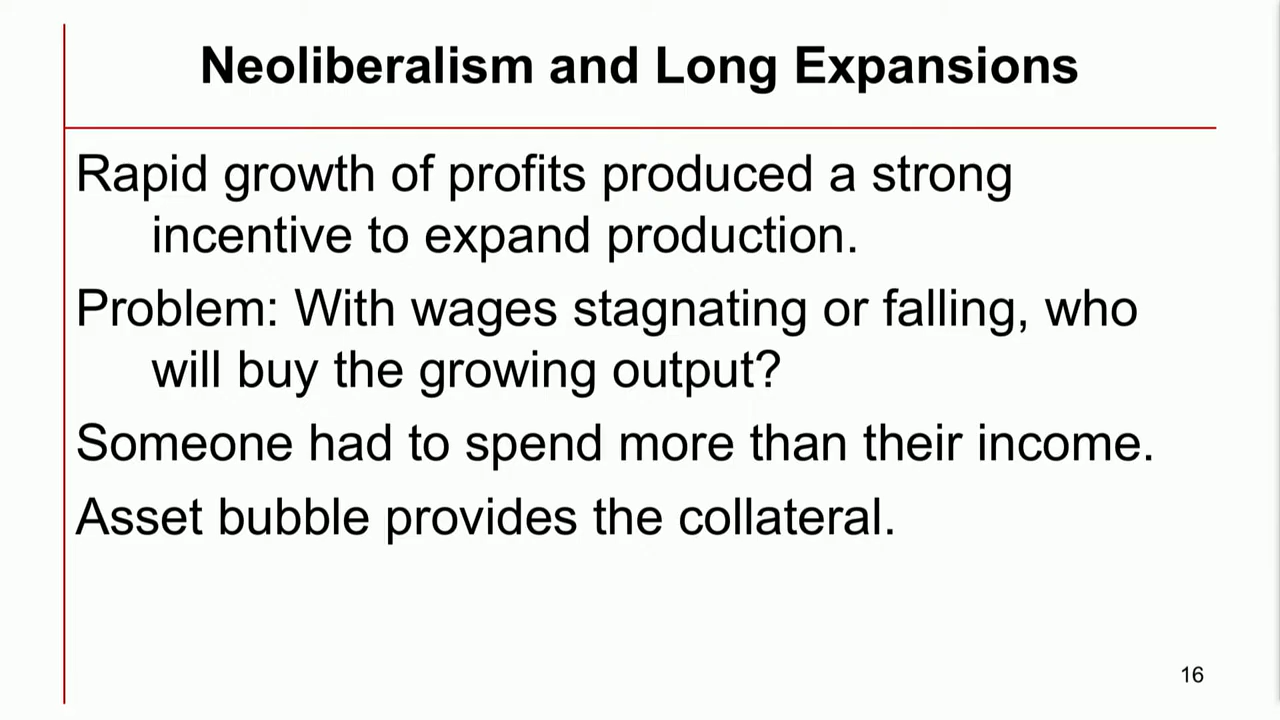 Neoliberalism and Long Expansions
Rapid growth of profits produced a strong
incentive to expand production.
Problem: With wages stagnating or falling, who
will buy the growing output?
Someone had to spend more than their income.
Asset bubble provides the collateral.
16